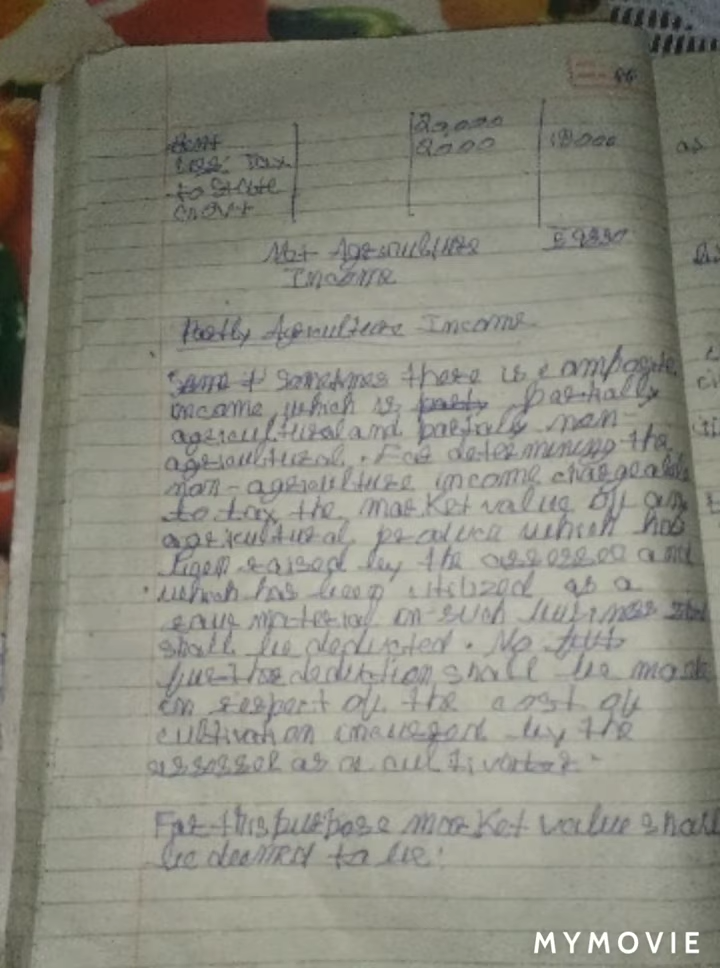 20,000
Rent 2000 18000
Less: Tax
to State
Govt
Net Agriculture
Income
Partly Agriculture Income
Sometimes there is composite
income, which is partially
agricultural and partially non-
agricultural. For determining the
non-agriculture income chargeable
to tax the market value of any
agricultural produce which has
been raised by the assessee and
which has been utilized as a
raw material in such business
shall be deducted. No
further dedution shall be made
in respect of the cost of
cultivation incurred by the
assessee as a cultivator.
For this purpose market value shall
be deemed to be:
MYMOVIE